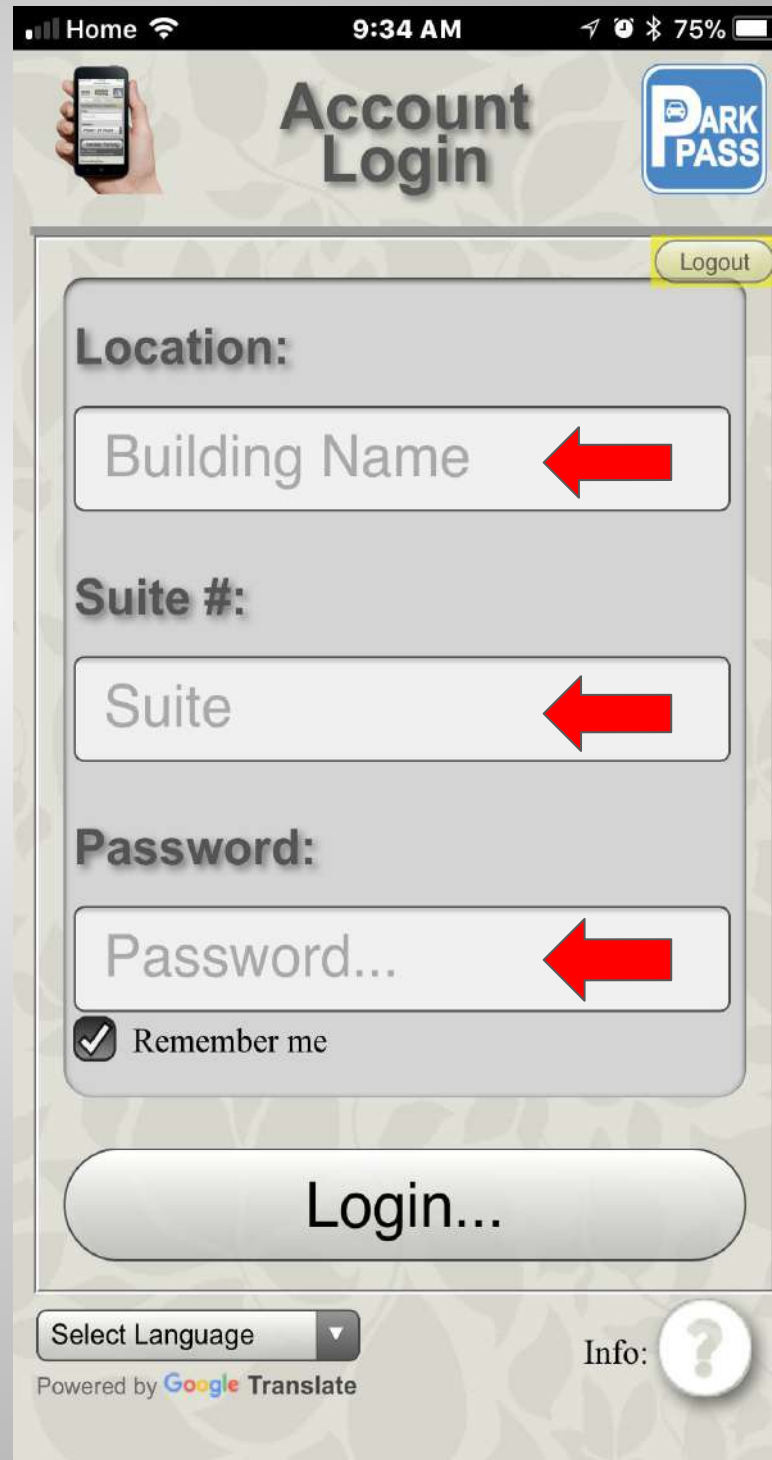 Home 9:34 AM 75%
Account
Login
PARK
PASS
Logout
Location:
Building Name
Suite #:
Suite
Password:
Password...
Remember me
Login...
Select Language
Info: ?
Powered by Google Translate